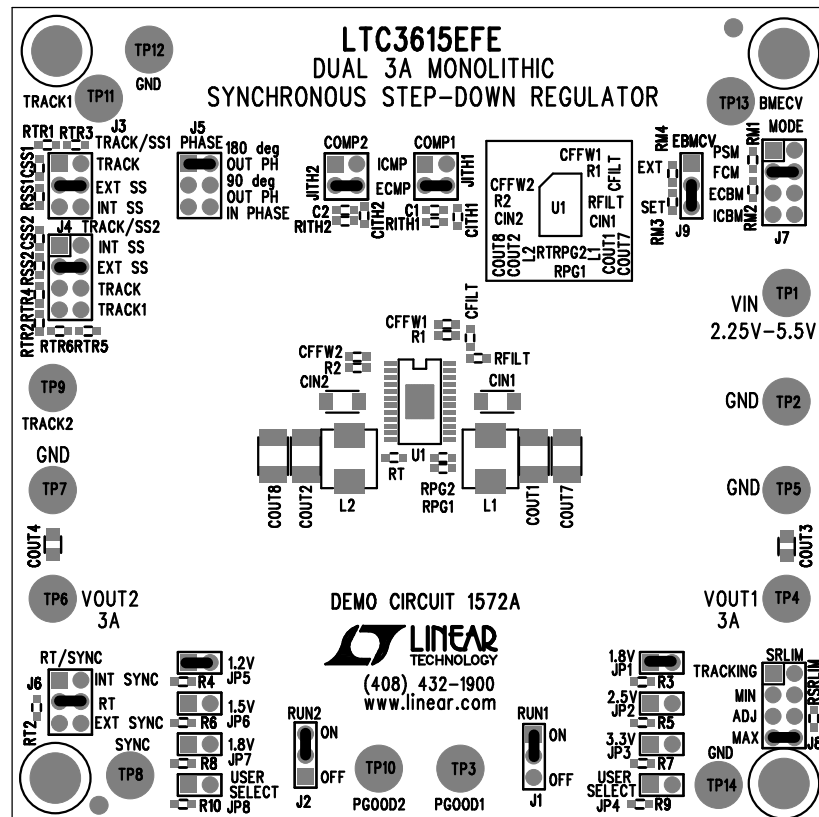 LTC3615EFE
DUAL 3A MONOLITHIC
SYNCHRONOUS STEP-DOWN REGULATOR
TP12
GND
TRACK1
TP11
TP13
BMECV
J3
RTR1
RTR3
TRACK/SS1
TRACK
EXT SS
INT SS
CSS1
RSS1
J4
TRACK/SS2
INT SS
EXT SS
TRACK
TRACK1
CSS2
RSS2
RTR4
RTR2
RTR6
RTR5
J5
PHASE
180 deg
OUT PH
90 deg
OUT PH
IN PHASE
COMP2
JITH2
C2
RITH2
CITH2
COMP1
ICMP
ECMP
JITH1
C1
RITH1
CITH1
CFFW1
R1
CFILT
CFFW2
R2
CIN2
U1
RFILT
CIN1
COUT8
COUT2
L2
RTRPG2
RPG1
L1
COUT1
COUT7
RM4
EBMCV
EXT
SET
RM3
J9
RM1
MODE
PSM
FCM
ECBM
ICBM
RM2
J7
TP1
VIN
2.25V-5.5V
CFFW1
R1
CFILT
CFFW2
R2
RFILT
CIN2
CIN1
U1
RT
RPG2
RPG1
COUT8
COUT2
L2
L1
COUT1
COUT7
TP9
TRACK2
GND
TP2
GND
TP7
GND
TP5
COUT4
COUT3
TP6
VOUT2
3A
VOUT1
3A
TP4
DEMO CIRCUIT 1572A
LINEAR
TECHNOLOGY
(408) 432-1900
www.linear.com
RT/SYNC
J6
INT SYNC
RT
EXT SYNC
RT2
SYNC
TP8
1.2V
R4
JP5
1.5V
R6
JP6
1.8V
R8
JP7
USER
SELECT
R10
JP8
RUN2
ON
OFF
J2
TP10
PGOOD2
TP3
PGOOD1
RUN1
ON
OFF
J1
1.8V
JP1
R3
2.5V
JP2
R5
3.3V
JP3
R7
USER
SELECT
JP4
R9
SRLIM
TRACKING
MIN
ADJ
MAX
RSRLIM
J8
GND
TP14